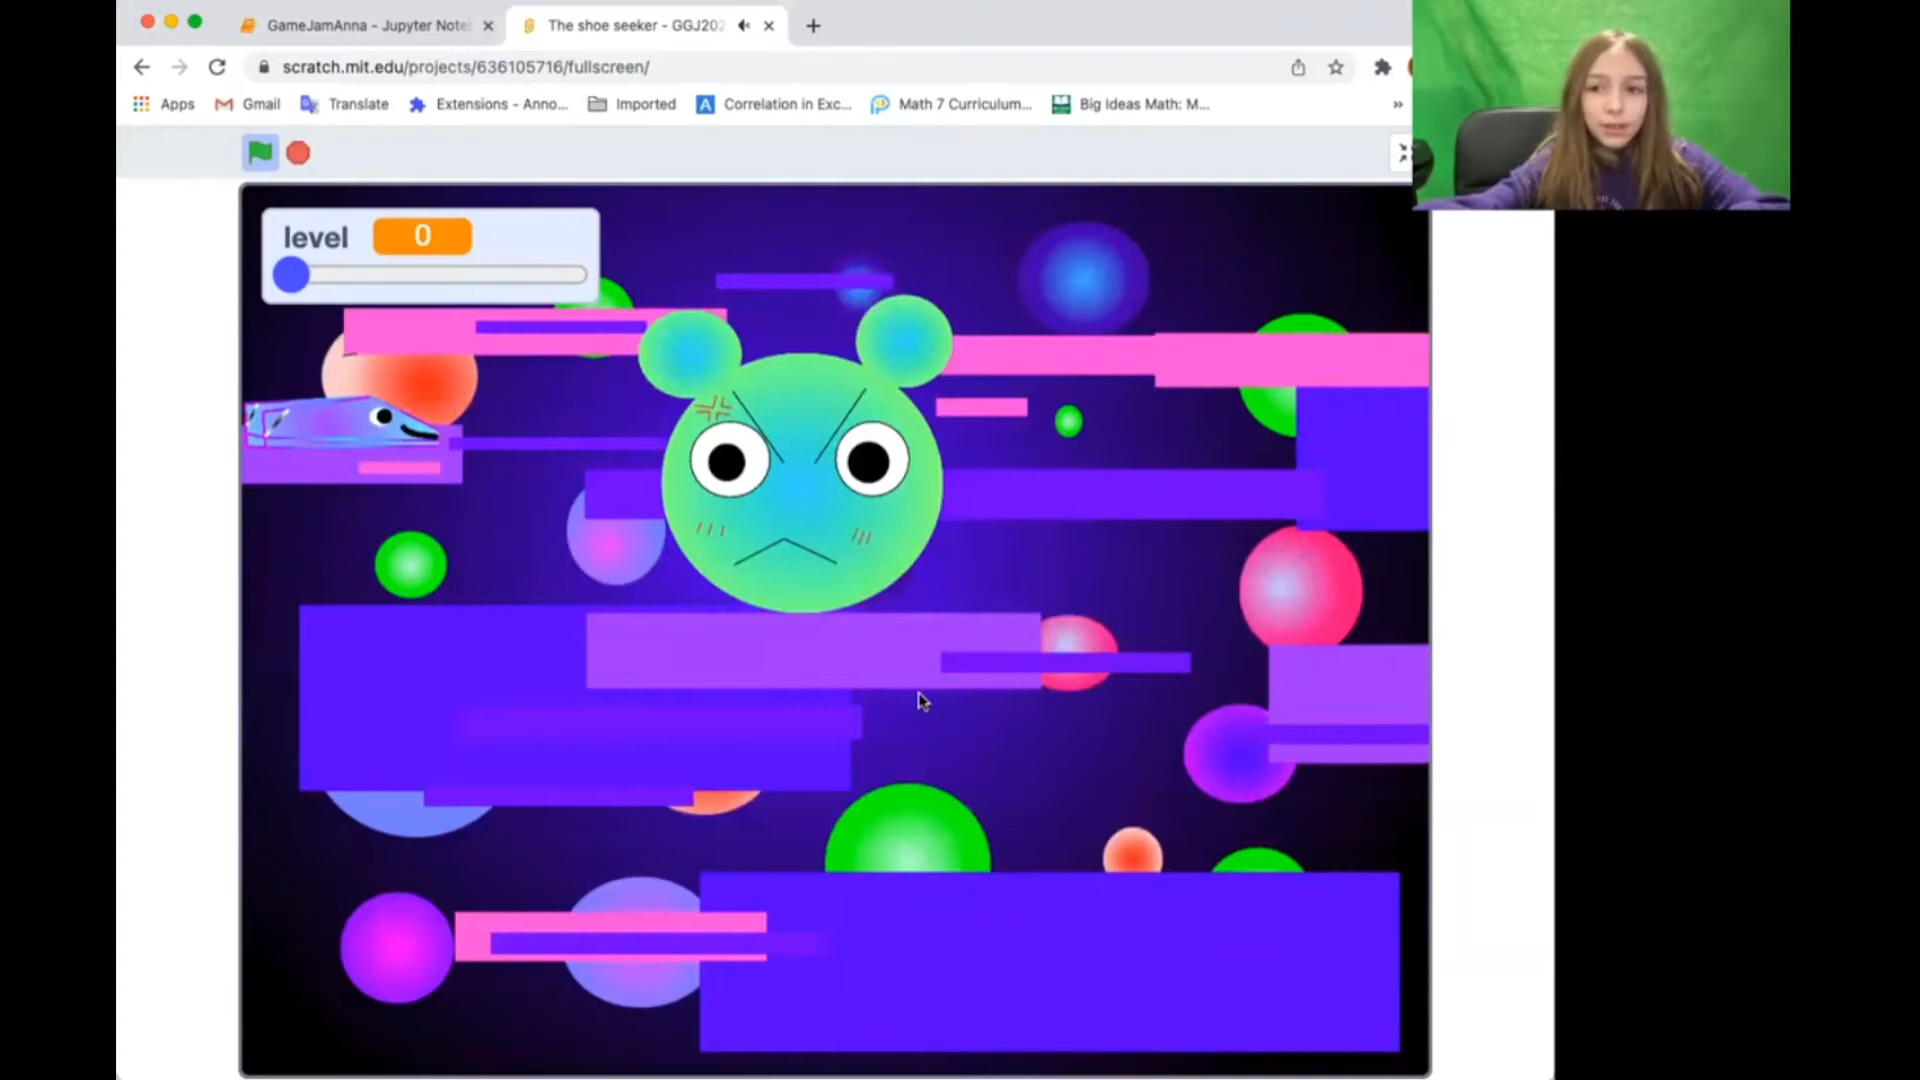 GameJamAnna - Jupyter Note
The shoe seeker - GGJ202
scratch.mit.edu/projects/636105716/fullscreen/
Apps
Gmail
Translate
Extensions - Anno...
Imported
Correlation in Exc...
Math 7 Curriculum...
Big Ideas Math: M...
»
level 0